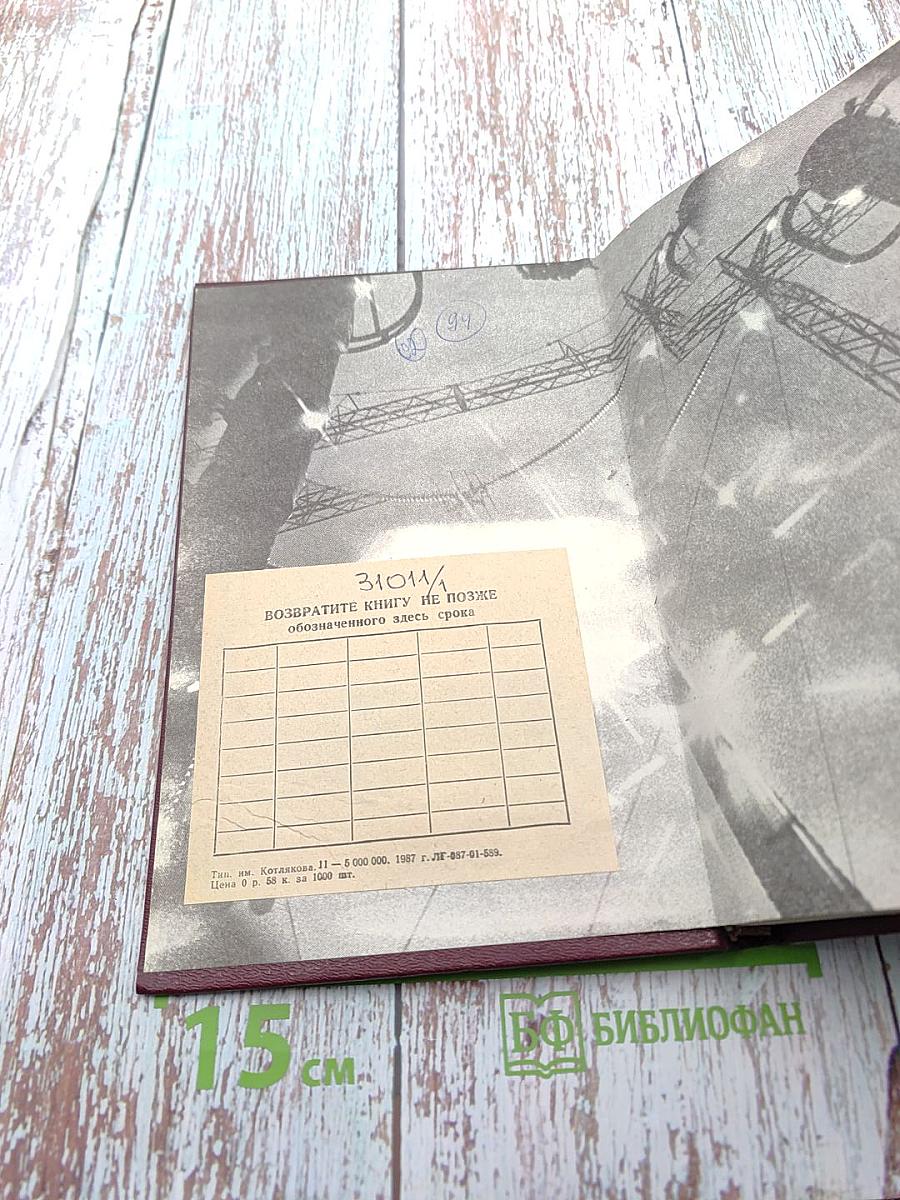 94
31011/1
ВОЗВРАТИТЕ КНИГУ НЕ ПОЗЖЕ
обозначенного здесь срока
Тип. им. Котлякова, 11 — 5 000 000. 1987 г. ЛГ-087-01-589.
Цена 0 р. 58 к. за 1000 шт.
15 см
БФ БИБЛИОФАН